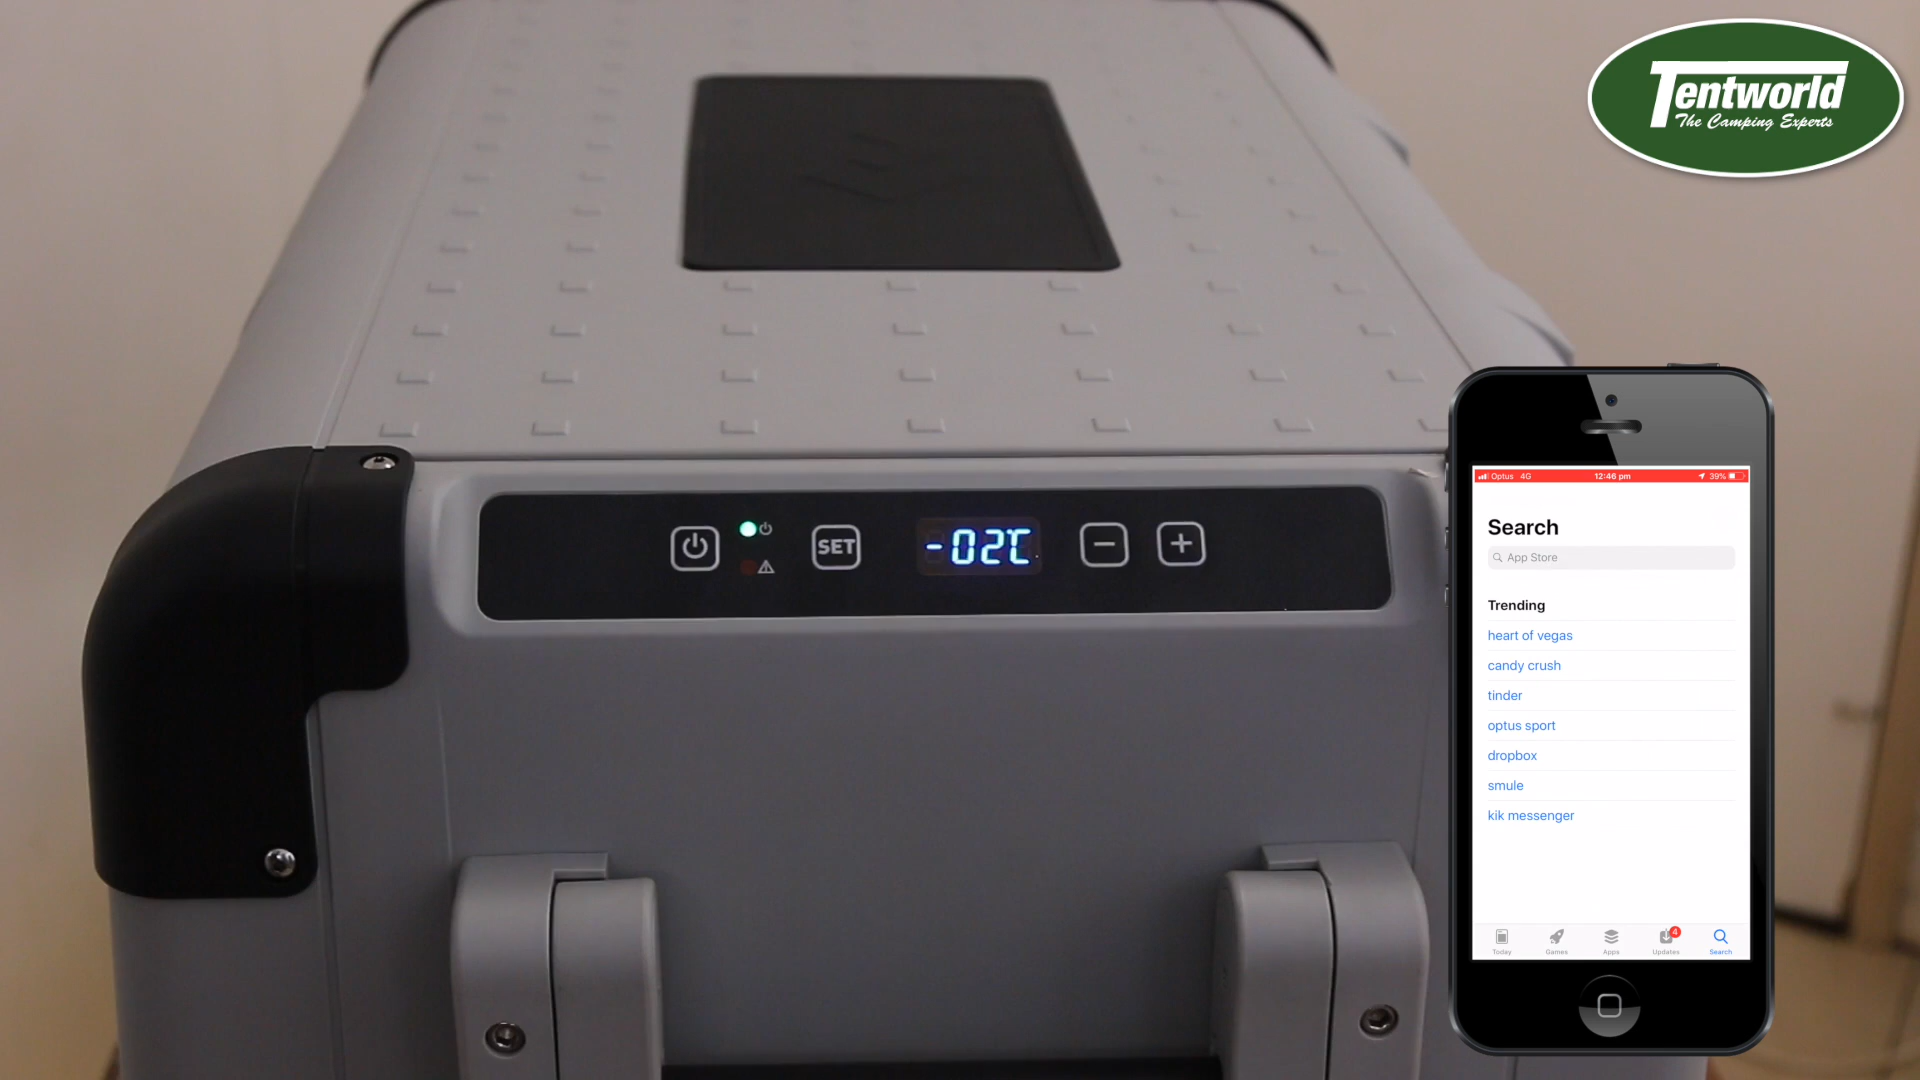 Tentworld
The Camping Experts
SET
-02℃
Optus 4G
12:46 pm
39%
Search
App Store
Trending
heart of vegas
candy crush
tinder
optus sport
dropbox
smule
kik messenger
4
Today
Games
Apps
Updates
Search